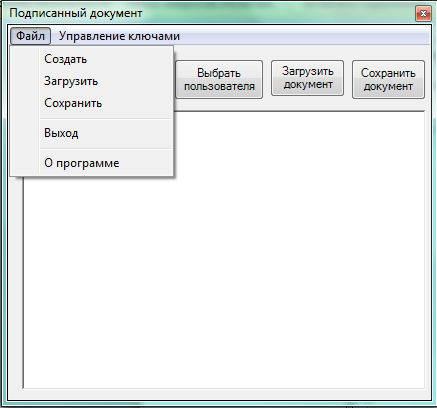 Подписанный документ
Файл Управление ключами
Создать
Загрузить
Сохранить
Выход
О программе
Выбрать
пользователя
Загрузить
документ
Сохранить
документ